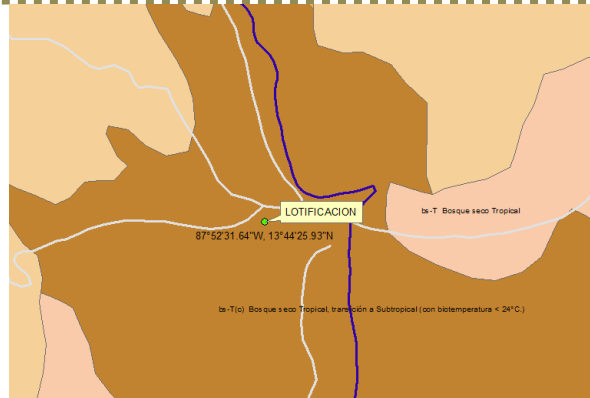 LOTIFICACION
bs-T Bosque seco Tropical
87°52'31.64"W, 13°44'25.93"N
bs-T(c) Bosque seco Tropical, transición a Subtropical (con biotemperatura < 24°C.)